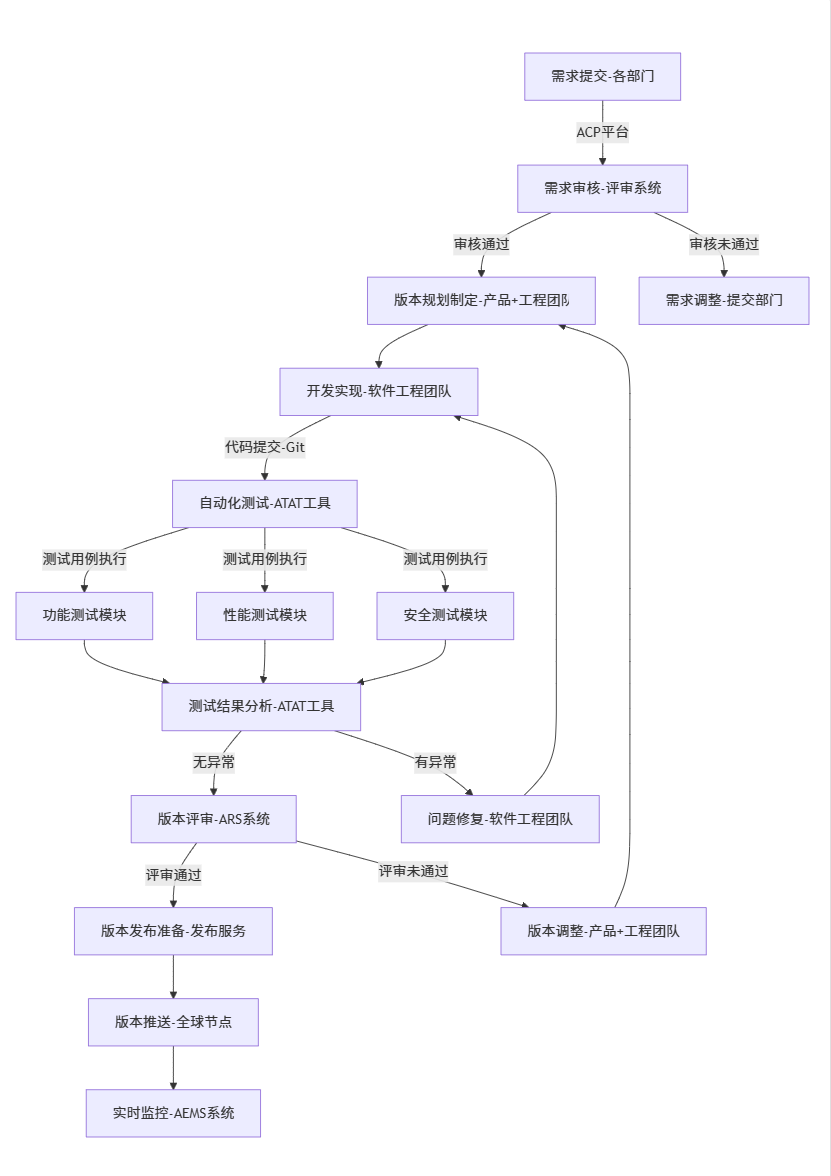 需求提交-各部门
ACP平台
需求审核-评审系统
审核通过
审核未通过
版本规划制定-产品+工程团队
需求调整-提交部门
开发实现-软件工程团队
代码提交-Git
自动化测试-ATAT工具
测试用例执行
测试用例执行
测试用例执行
功能测试模块
性能测试模块
安全测试模块
测试结果分析-ATAT工具
无异常
有异常
版本评审-ARS系统
问题修复-软件工程团队
评审通过
评审未通过
版本发布准备-发布服务
版本调整-产品+工程团队
版本推送-全球节点
实时监控-AEMS系统